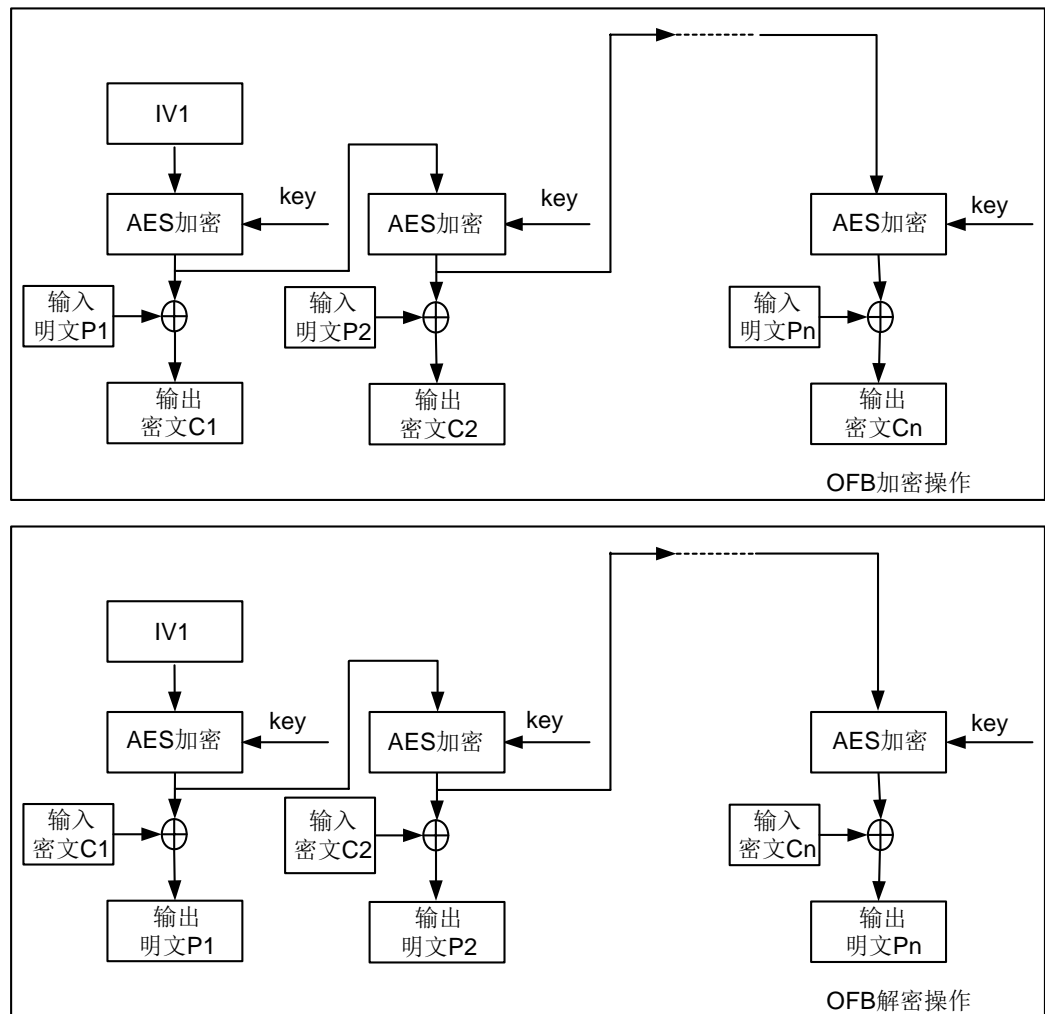 IV1
AES加密
key
AES加密
key
AES加密
key
输入
明文P1
输入
明文P2
输入
明文Pn
输出
密文C1
输出
密文C2
输出
密文Cn
OFB加密操作
IV1
AES加密
key
AES加密
key
AES加密
key
输入
密文C1
输入
密文C2
输入
密文Cn
输出
明文P1
输出
明文P2
输出
明文Pn
OFB解密操作